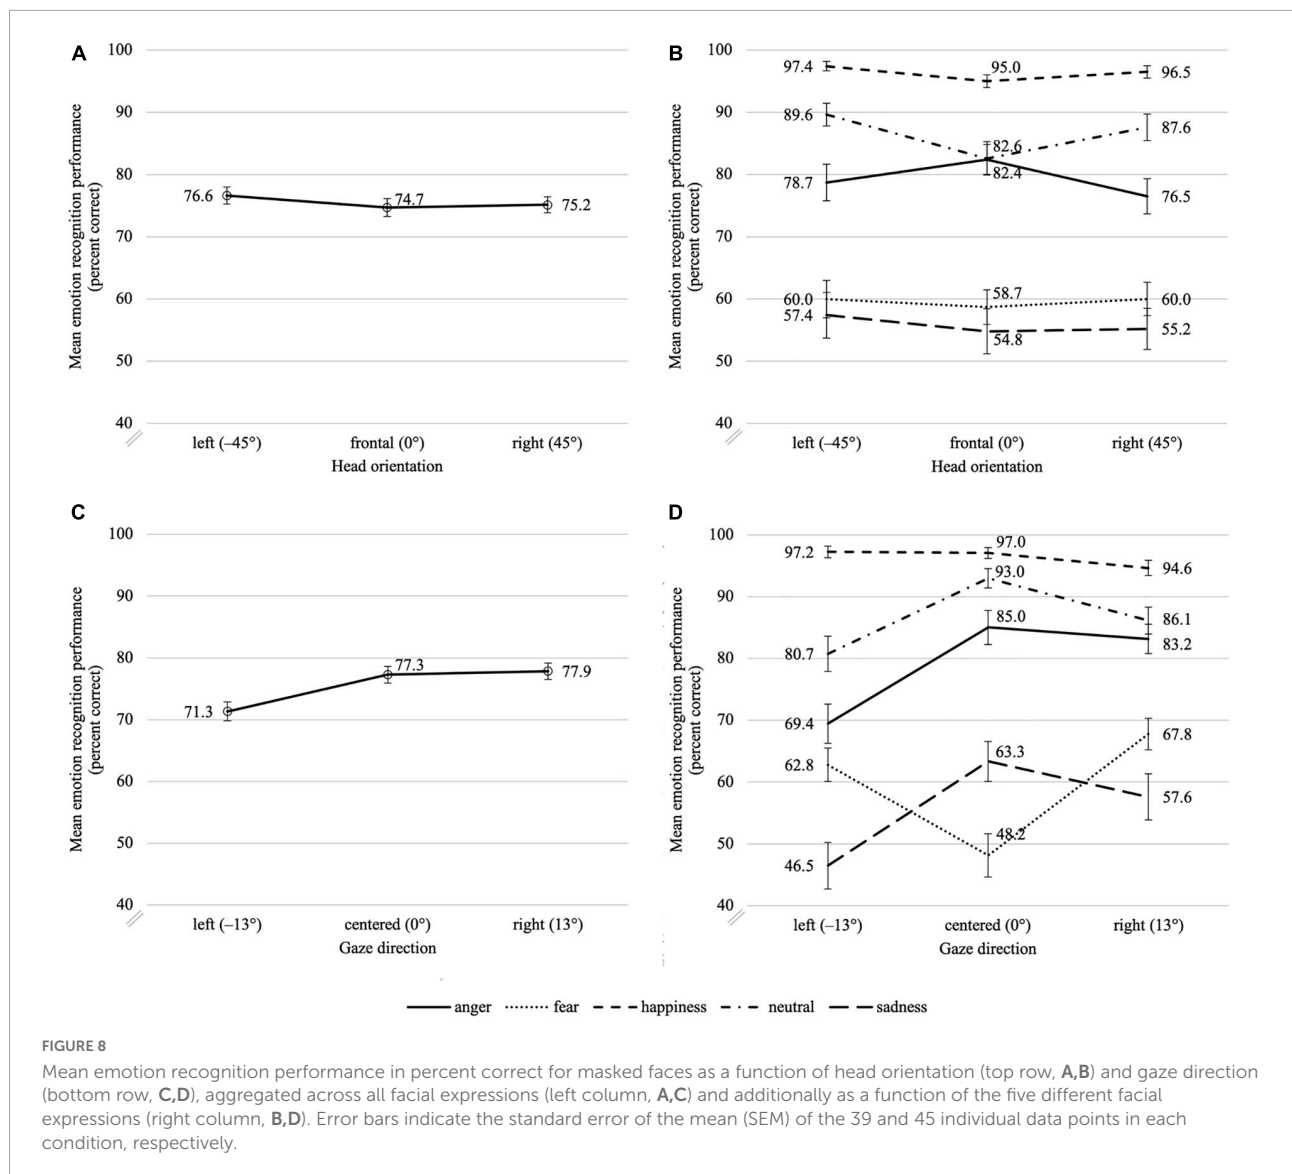 A
Mean emotion recognition performance
(percent correct)
100
90
80
70
60
50
40
76.6
74.7
75.2
left (–45°)
frontal (0°)
right (45°)
Head orientation
B
Mean emotion recognition performance
(percent correct)
100
90
80
70
60
50
40
97.4
95.0
96.5
89.6
82.6
87.6
78.7
82.4
76.5
60.0
58.7
60.0
57.4
54.8
55.2
left (–45°)
frontal (0°)
right (45°)
Head orientation
C
Mean emotion recognition performance
(percent correct)
100
90
80
70
60
50
40
71.3
77.3
77.9
left (–13°)
centered (0°)
right (13°)
Gaze direction
D
Mean emotion recognition performance
(percent correct)
100
90
80
70
60
50
40
97.2
97.0
94.6
80.7
93.0
86.1
69.4
85.0
83.2
62.8
48.2
67.8
46.5
63.3
57.6
left (–13°)
centered (0°)
right (13°)
Gaze direction
anger
fear
happiness
neutral
sadness
FIGURE 8
Mean emotion recognition performance in percent correct for masked faces as a function of head orientation (top row, A,B) and gaze direction
(bottom row, C,D), aggregated across all facial expressions (left column, A,C) and additionally as a function of the five different facial
expressions (right column, B,D). Error bars indicate the standard error of the mean (SEM) of the 39 and 45 individual data points in each
condition, respectively.